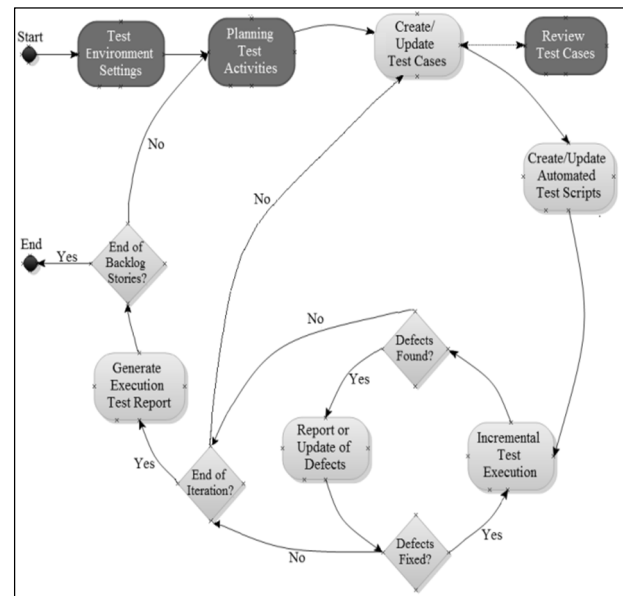 Start
Test
Environment
Settings
Planning
Test
Activities
Create/
Update
Test Cases
Review
Test Cases
No
No
Create/Update
Automated
Test Scripts
End
Yes
End of
Backlog
Stories?
No
Defects
Found?
Yes
Generate
Execution
Test Report
Report or
Update of
Defects
Incremental
Test
Execution
Yes
End of
Iteration?
No
Defects
Fixed?
Yes